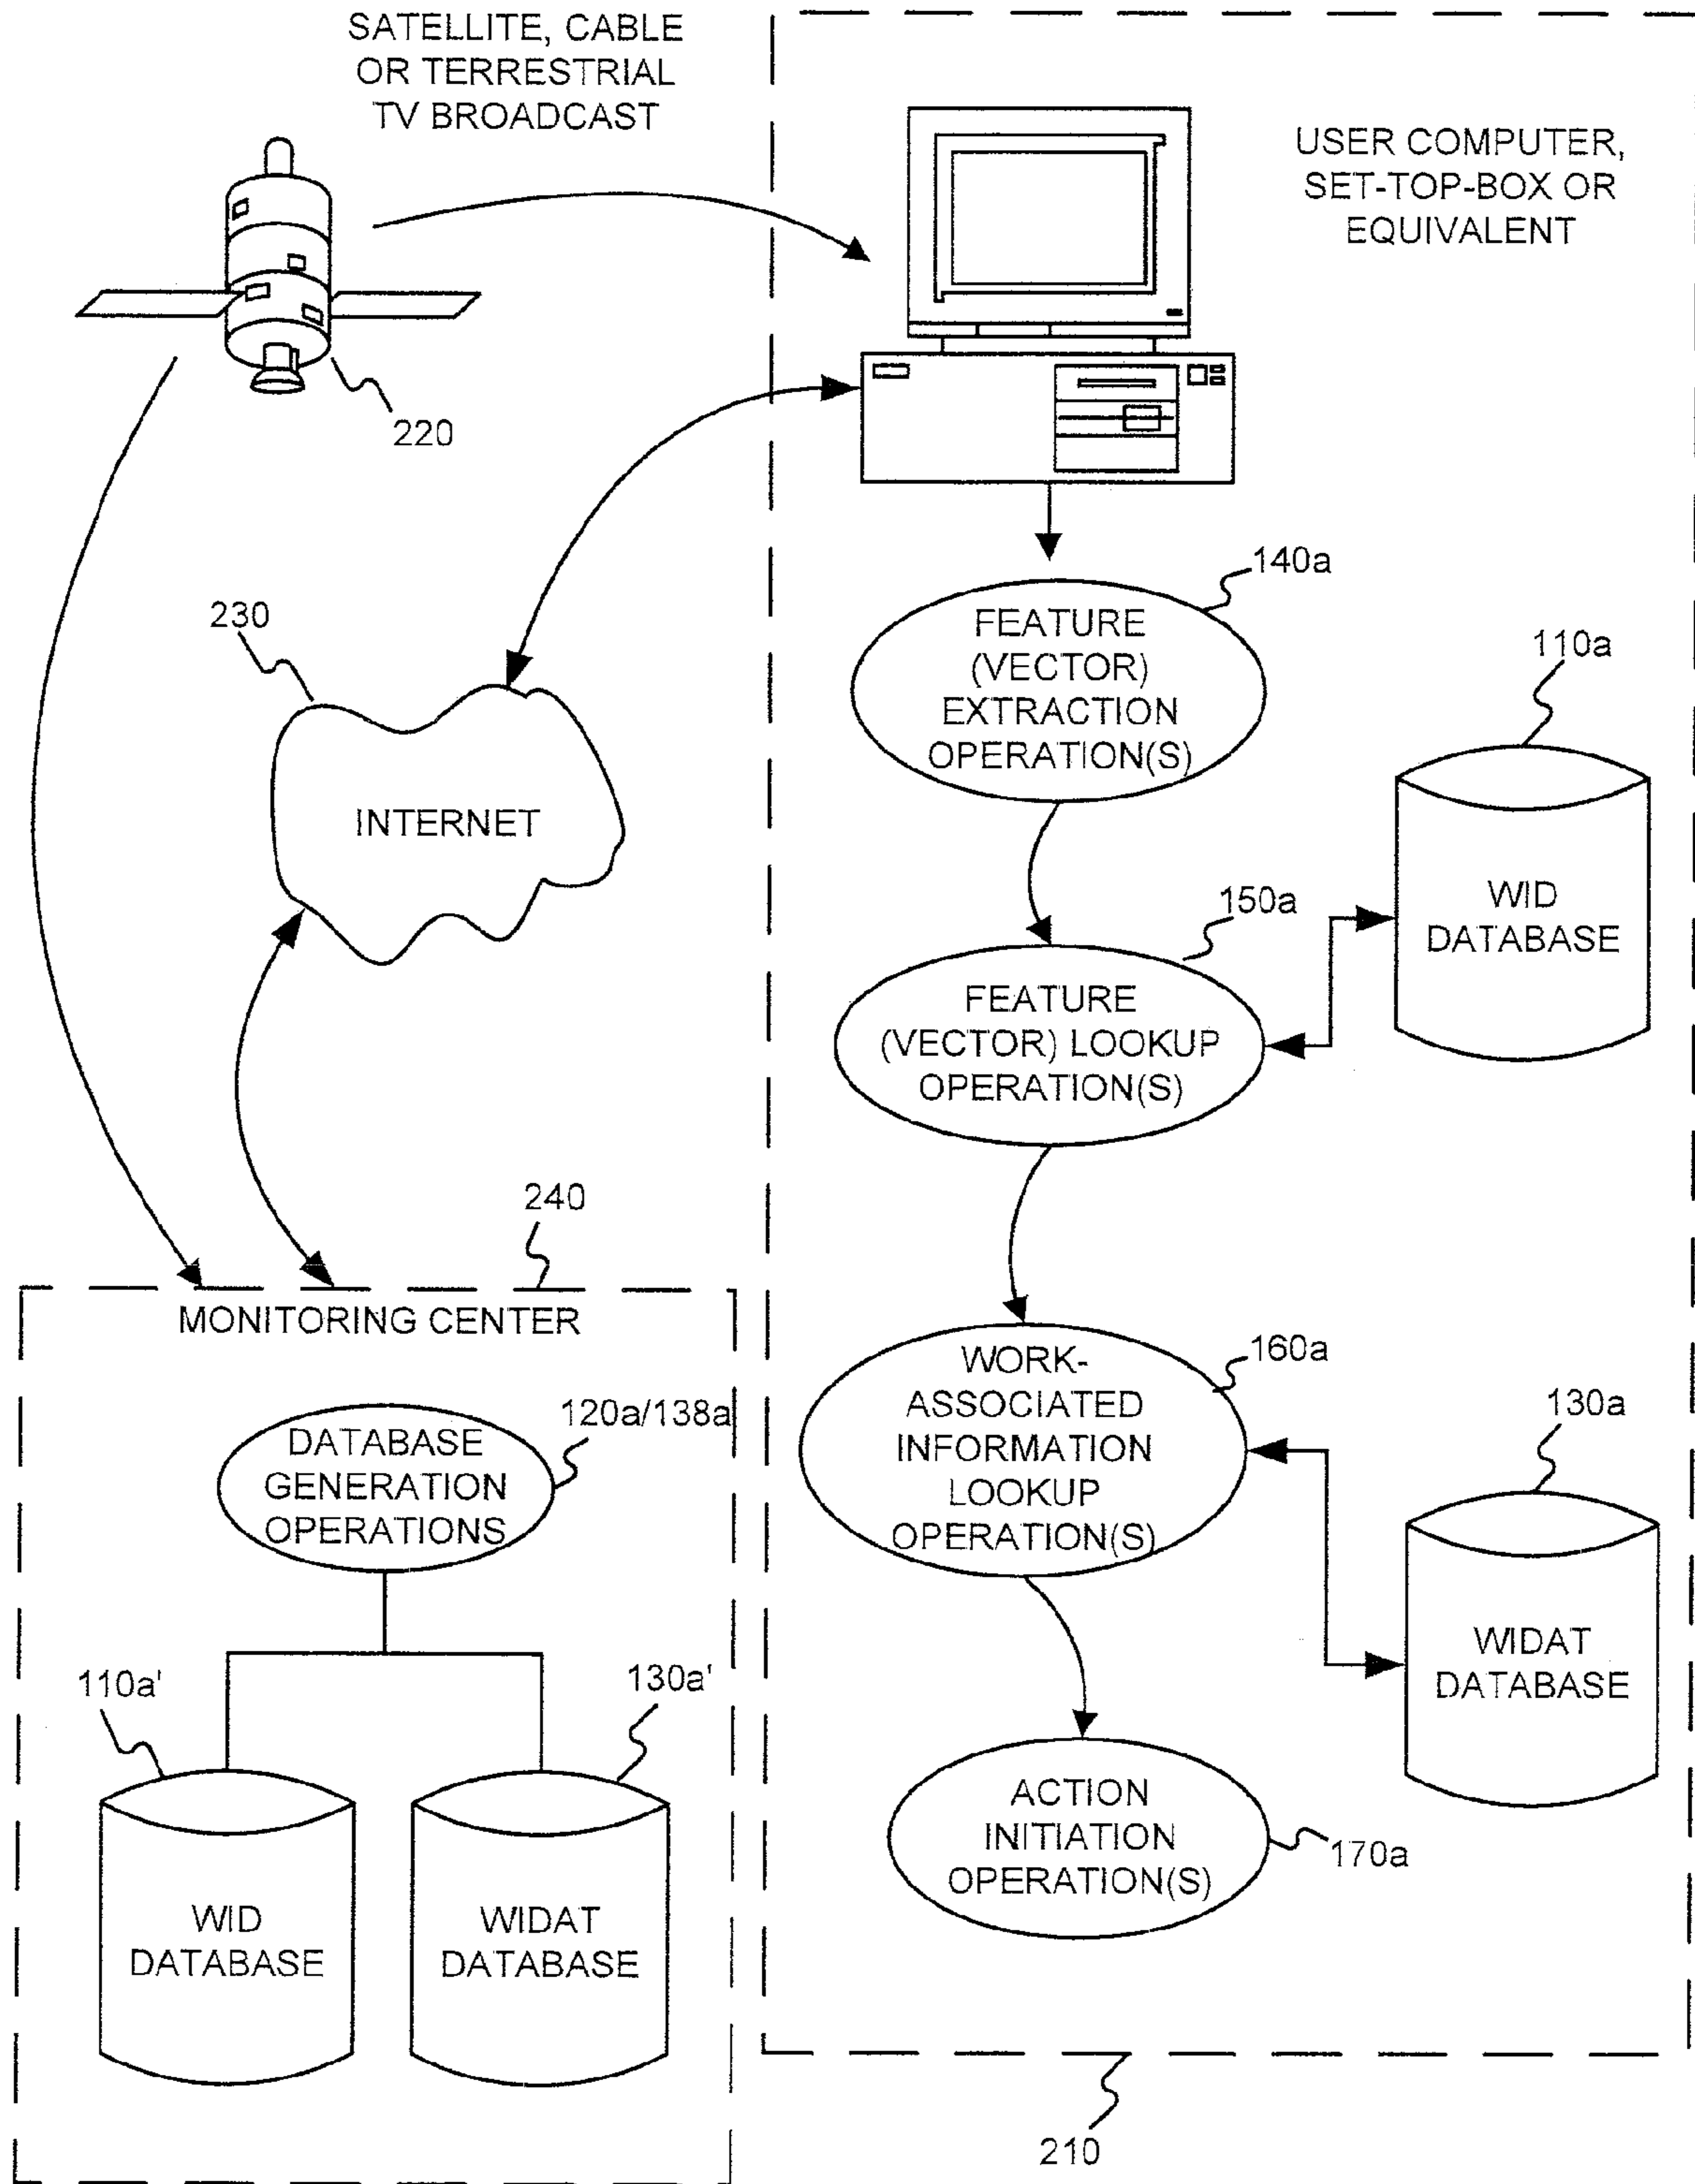 SATELLITE, CABLE
OR TERRESTRIAL
TV BROADCAST
USER COMPUTER,
SET-TOP-BOX OR
EQUIVALENT
220
140a
FEATURE
(VECTOR)
EXTRACTION
OPERATION(S)
230
INTERNET
110a
WID
DATABASE
150a
FEATURE
(VECTOR) LOOKUP
OPERATION(S)
240
MONITORING CENTER
120a/138a
DATABASE
GENERATION
OPERATIONS
160a
WORK-
ASSOCIATED
INFORMATION
LOOKUP
OPERATION(S)
130a
WIDAT
DATABASE
110a'
130a'
WID
DATABASE
WIDAT
DATABASE
ACTION
INITIATION
OPERATION(S)
170a
210